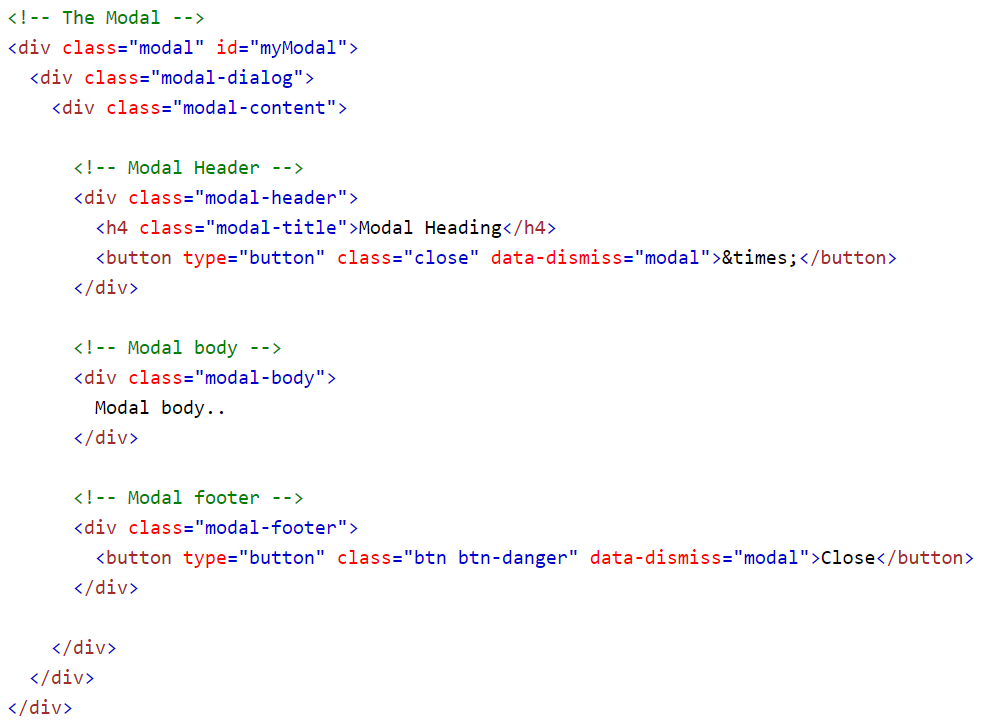 <!-- The Modal -->
<div class="modal" id="myModal">
  <div class="modal-dialog">
    <div class="modal-content">

      <!-- Modal Header -->
      <div class="modal-header">
        <h4 class="modal-title">Modal Heading</h4>
        <button type="button" class="close" data-dismiss="modal">&times;</button>
      </div>

      <!-- Modal body -->
      <div class="modal-body">
        Modal body..
      </div>

      <!-- Modal footer -->
      <div class="modal-footer">
        <button type="button" class="btn btn-danger" data-dismiss="modal">Close</button>
      </div>

    </div>
  </div>
</div>